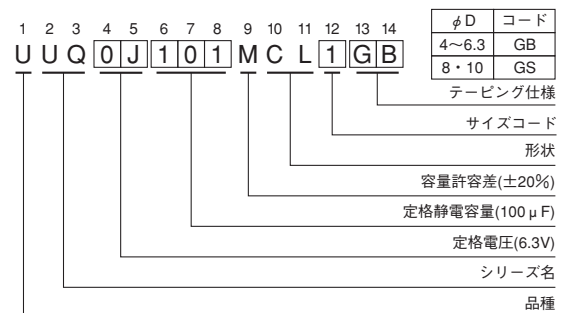 1 2 3 4 5 6 7 8 9 10 11 12 13 14
U U Q 0 J 1 0 1 M C L 1 G B
φD コード
4〜6.3 GB
8・10 GS
テーピング仕様
サイズコード
形状
容量許容差(±20%)
定格静電容量(100μF)
定格電圧(6.3V)
シリーズ名
品種